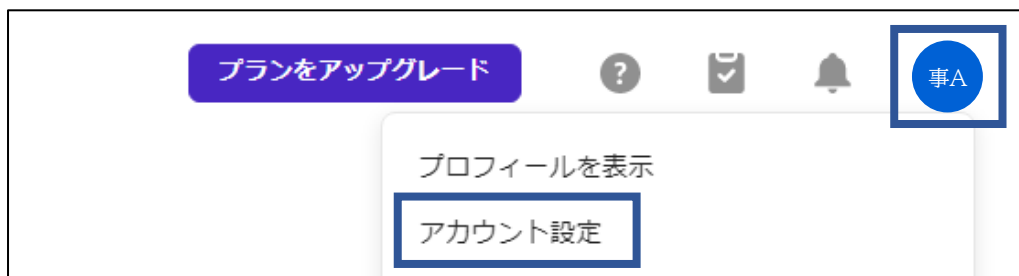 プランをアップグレード
事A
プロフィールを表示
アカウント設定